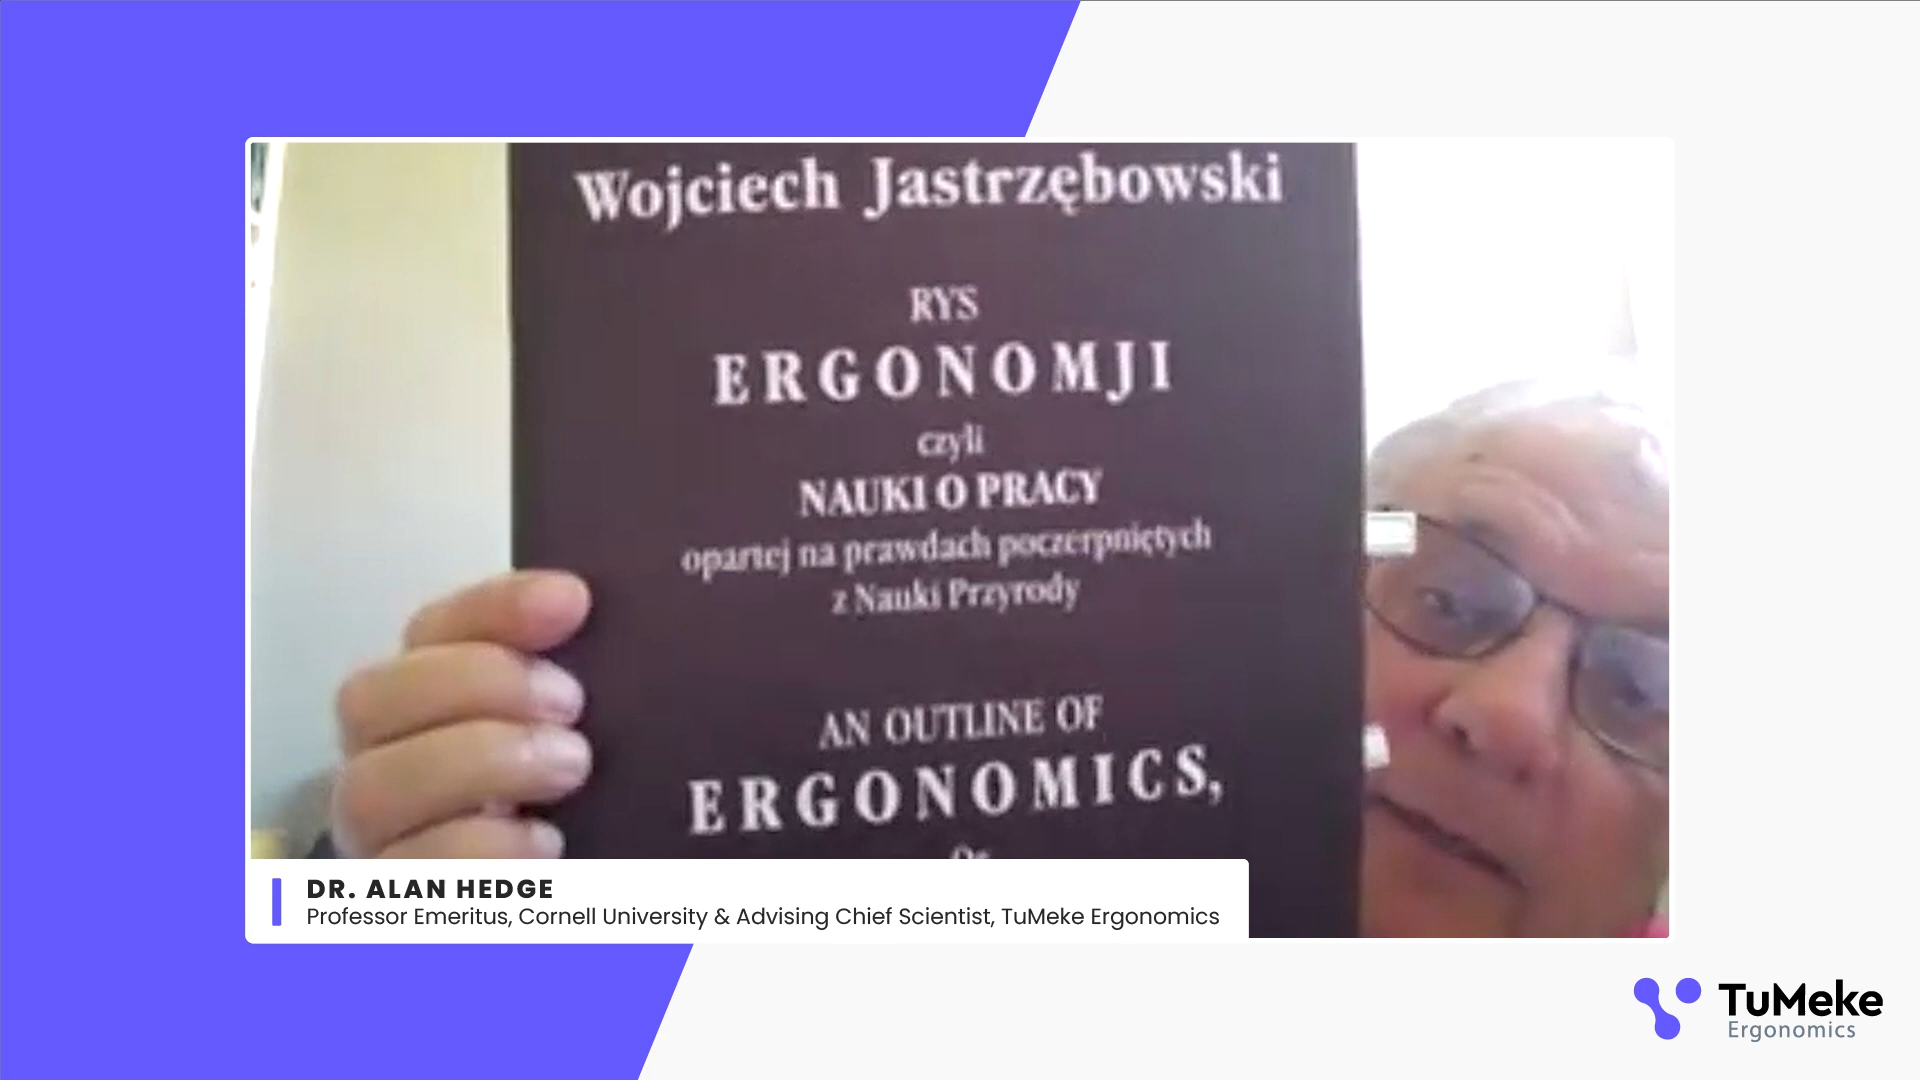 Wojciech Jastrzębowski
RYS
ERGONOMJI
czyli
NAUKI O PRACY
opartej na prawdach poczerpniętych
z Nauki Przyrody
AN OUTLINE OF
ERGONOMICS,
Or
DR. ALAN HEDGE
Professor Emeritus, Cornell University & Advising Chief Scientist, TuMeke Ergonomics
TuMeke
Ergonomics